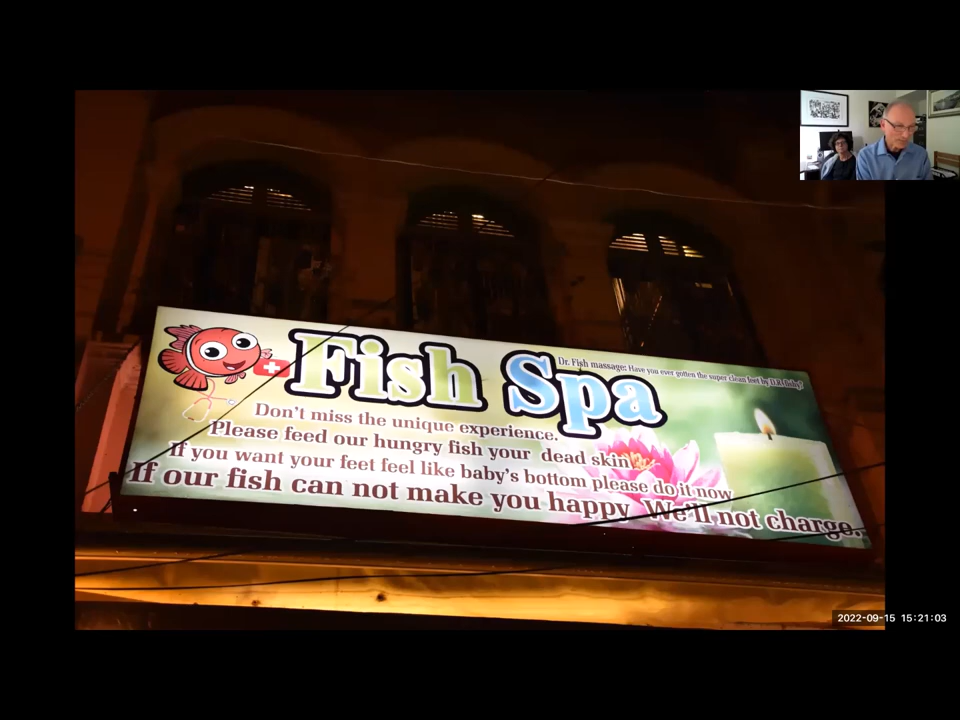 Fish Spa
Dr. Fish massage: Have you ever gotten the super clean feet by
Don't miss the unique experience.
Please feed our hungry fish your dead skin
If you want your feet feel like baby's bottom please do it now
If our fish can not make you happy We'll not charge.
2022-09-15 15:21:03